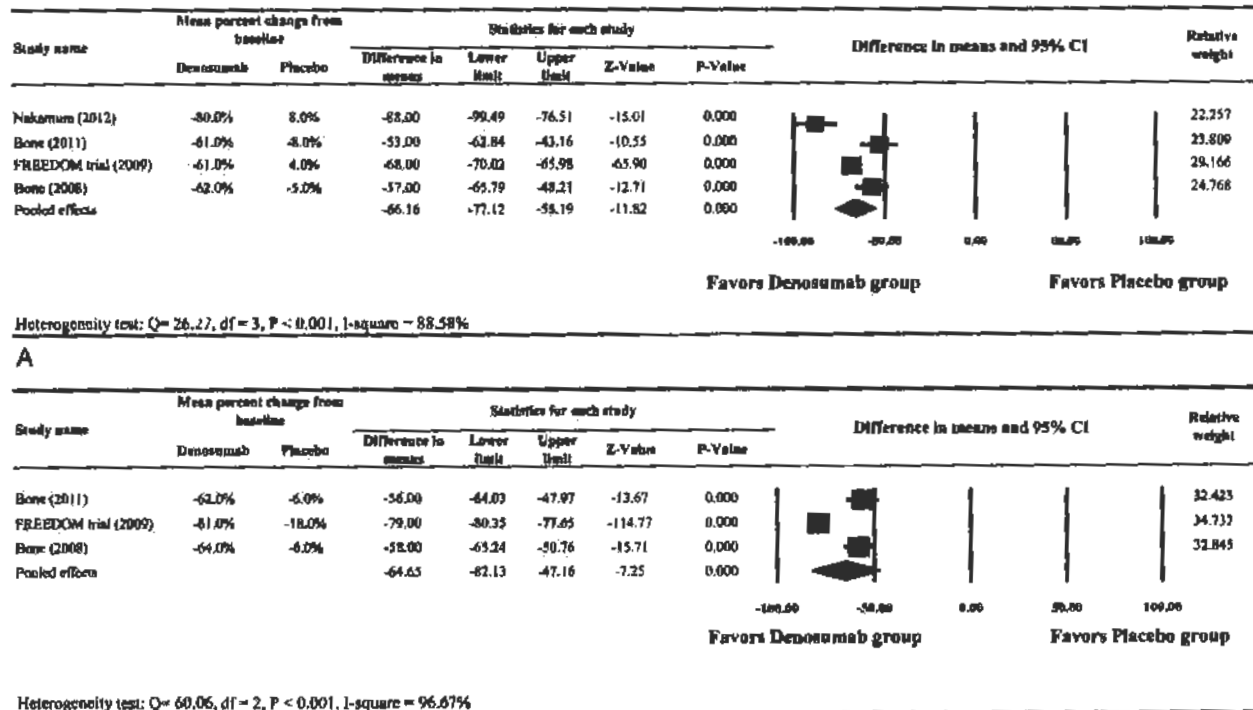 Study name Mean percent change from baseline Statistics for each study Difference in means and 95% CI Relative weight
Denosumab Placebo Difference in means Lower limit Upper limit Z-Value P-Value
Nakamura (2012) -80.0% 8.0% -88.00 -99.49 -76.51 -15.01 0.000 22.257
Bone (2011) -61.0% -8.0% -53.00 -62.84 -43.16 -10.55 0.000 23.809
FREEDOM trial (2009) -61.0% 4.0% -68.00 -70.02 -65.98 -65.90 0.000 29.166
Bone (2008) -62.0% -5.0% -57.00 -65.79 -48.21 -12.71 0.000 24.768
Pooled effects -66.16 -77.12 -55.19 -11.82 0.000
-100.00 -50.00 0.00 50.00 100.00
Favors Denosumab group Favors Placebo group
Heterogeneity test: Q= 26.27, df = 3, P < 0.001, I-square = 88.58%
A
Study name Mean percent change from baseline Statistics for each study Difference in means and 95% CI Relative weight
Denosumab Placebo Difference in means Lower limit Upper limit Z-Value P-Value
Bone (2011) -62.0% -6.0% -56.00 -64.03 -47.97 -13.67 0.000 32.423
FREEDOM trial (2009) -81.0% -18.0% -79.00 -80.35 -77.65 -114.77 0.000 34.732
Bone (2008) -64.0% -6.0% -58.00 -65.24 -50.76 -15.71 0.000 32.845
Pooled effects -64.65 -82.13 -47.16 -7.25 0.000
-100.00 -50.00 0.00 50.00 100.00
Favors Denosumab group Favors Placebo group
Heterogeneity test: Q= 60.06, df = 2, P < 0.001, I-square = 96.67%